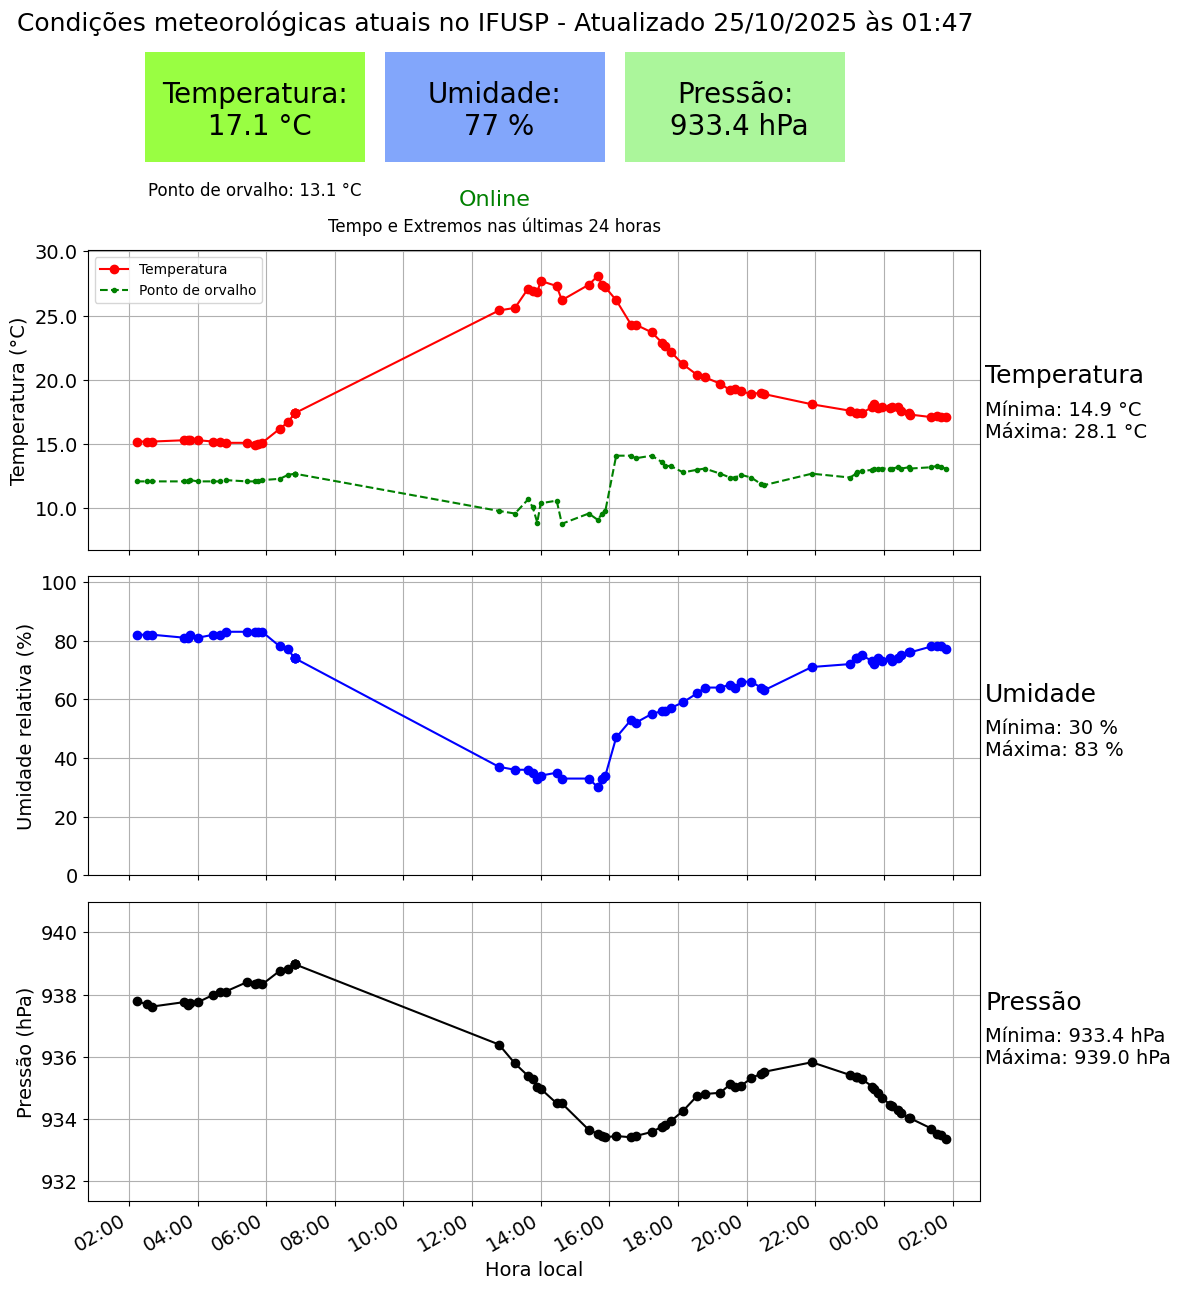 Condições meteorológicas atuais no IFUSP - Atualizado 25/10/2025 às 01:47
Temperatura:
17.1 °C
Umidade:
77 %
Pressão:
933.4 hPa
Ponto de orvalho: 13.1 °C
Online
Tempo e Extremos nas últimas 24 horas
30.0
25.0
20.0
15.0
10.0
Temperatura (°C)
Temperatura
Ponto de orvalho
Temperatura
Mínima: 14.9 °C
Máxima: 28.1 °C
100
80
60
40
20
0
Umidade relativa (%)
Umidade
Mínima: 30 %
Máxima: 83 %
940
938
936
934
932
Pressão (hPa)
Pressão
Mínima: 933.4 hPa
Máxima: 939.0 hPa
02:00 04:00 06:00 08:00 10:00 12:00 14:00 16:00 18:00 20:00 22:00 00:00 02:00
Hora local